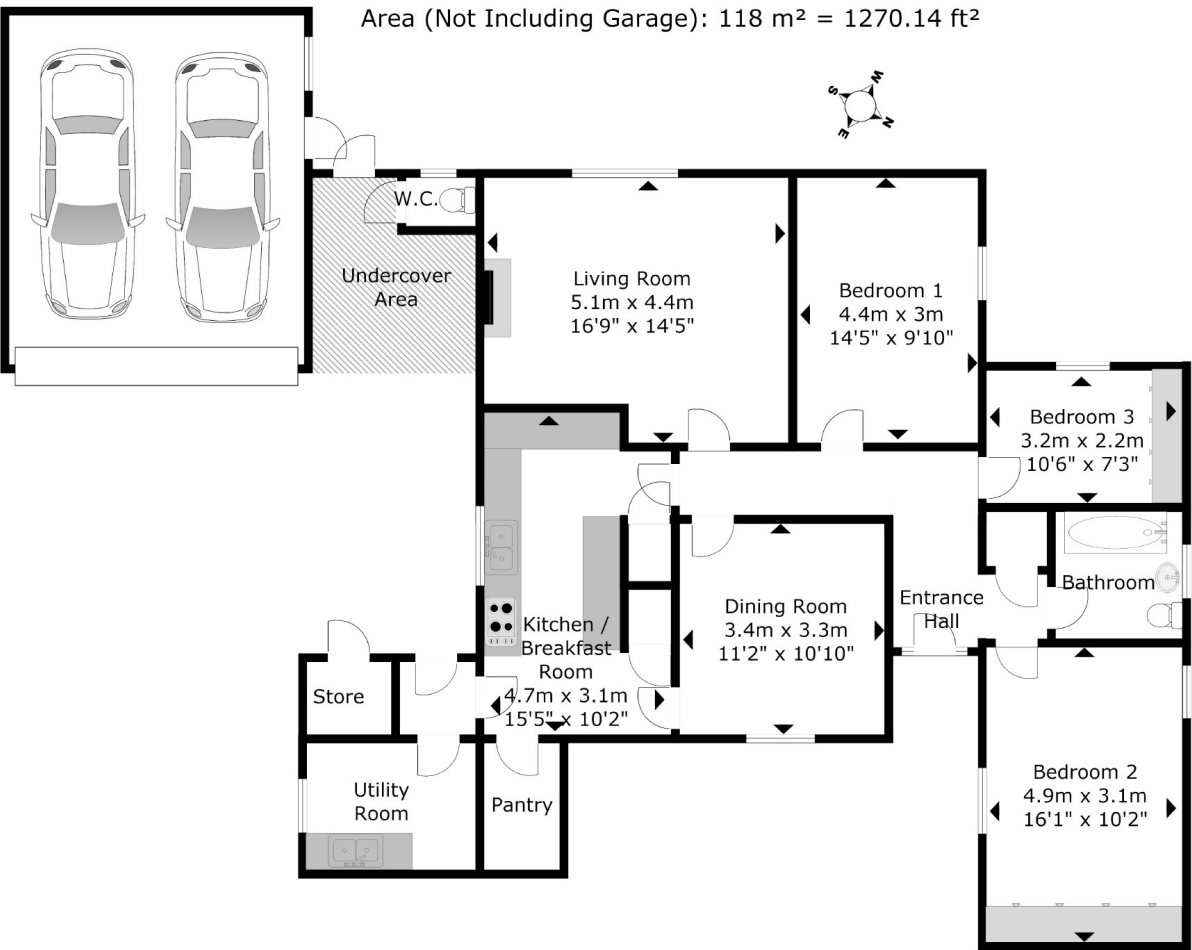 Area (Not Including Garage): 118 m² = 1270.14 ft²
W
S
N
E
W.C.
Undercover
Area
Living Room
5.1m x 4.4m
16'9" x 14'5"
Bedroom 1
4.4m x 3m
14'5" x 9'10"
Bedroom 3
3.2m x 2.2m
10'6" x 7'3"
Kitchen /
Breakfast
Room
4.7m x 3.1m
15'5" x 10'2"
Dining Room
3.4m x 3.3m
11'2" x 10'10"
Entrance
Hall
Bathroom
Store
Utility
Room
Pantry
Bedroom 2
4.9m x 3.1m
16'1" x 10'2"